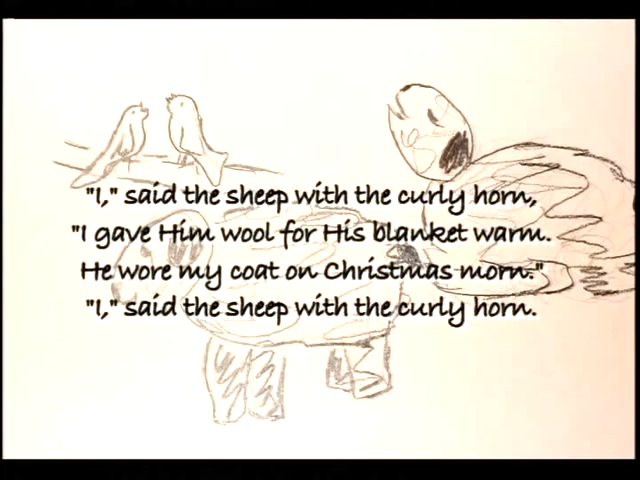 "I," said the sheep with the curly horn,
"I gave Him wool for His blanket warm.
He wore my coat on Christmas morn."
"I," said the sheep with the curly horn.